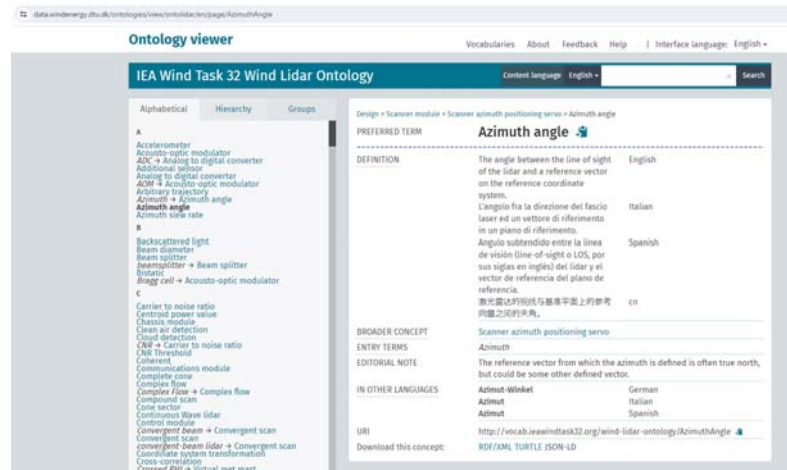 data.windenergy.dtu.dk/ontologies/view/ontolidar/en/page/AzimuthAngle
Ontology viewer
Vocabularies About Feedback Help | Interface language: English
IEA Wind Task 32 Wind Lidar Ontology
Content language English
Search
Alphabetical Hierarchy Groups
A
Accelerometer
Acousto-optic modulator
ADC → Analog to digital converter
Additional sensor
Analog to digital converter
AOM → Acousto-optic modulator
Arbitrary trajectory
Azimuth → Azimuth angle
Azimuth angle
Azimuth slew rate
B
Backscattered light
Beam diameter
Beam splitter
beamsplitter → Beam splitter
Bistatic
Bragg cell → Acousto-optic modulator
C
Carrier to noise ratio
Centroid power value
Chassis module
Clean air detection
Cloud detection
CNR → Carrier to noise ratio
CNR Threshold
Coherent
Communications module
Complete cone
Complex flow
Complex Flow → Complex flow
Compound scan
Cone sector
Continuous Wave lidar
Control module
Convergent beam → Convergent scan
Convergent scan
convergent-beam lidar → Convergent scan
Coordinate system transformation
Cross-correlation
Crossed RHI → Virtual met mast
Design > Scanner module > Scanner azimuth positioning servo > Azimuth angle
PREFERRED TERM Azimuth angle
DEFINITION The angle between the line of sight English
of the lidar and a reference vector
on the reference coordinate
system.
L'angolo fra la direzione del fascio Italian
laser ed un vettore di riferimento
in un piano di riferimento.
Angulo subtendido entre la linea Spanish
de visión (line-of-sight o LOS, por
sus siglas en inglés) del lidar y el
vector de referencia del plano de
referencia.
激光雷达的视线与基准平面上的参考 cn
向量之间的夹角。
BROADER CONCEPT Scanner azimuth positioning servo
ENTRY TERMS Azimuth
EDITORIAL NOTE The reference vector from which the azimuth is defined is often true north,
but could be some other defined vector.
IN OTHER LANGUAGES Azimut-Winkel German
Azimut Italian
Azimut Spanish
URI http://vocab.ieawindtask32.org/wind-lidar-ontology/AzimuthAngle
Download this concept: RDF/XML TURTLE JSON-LD